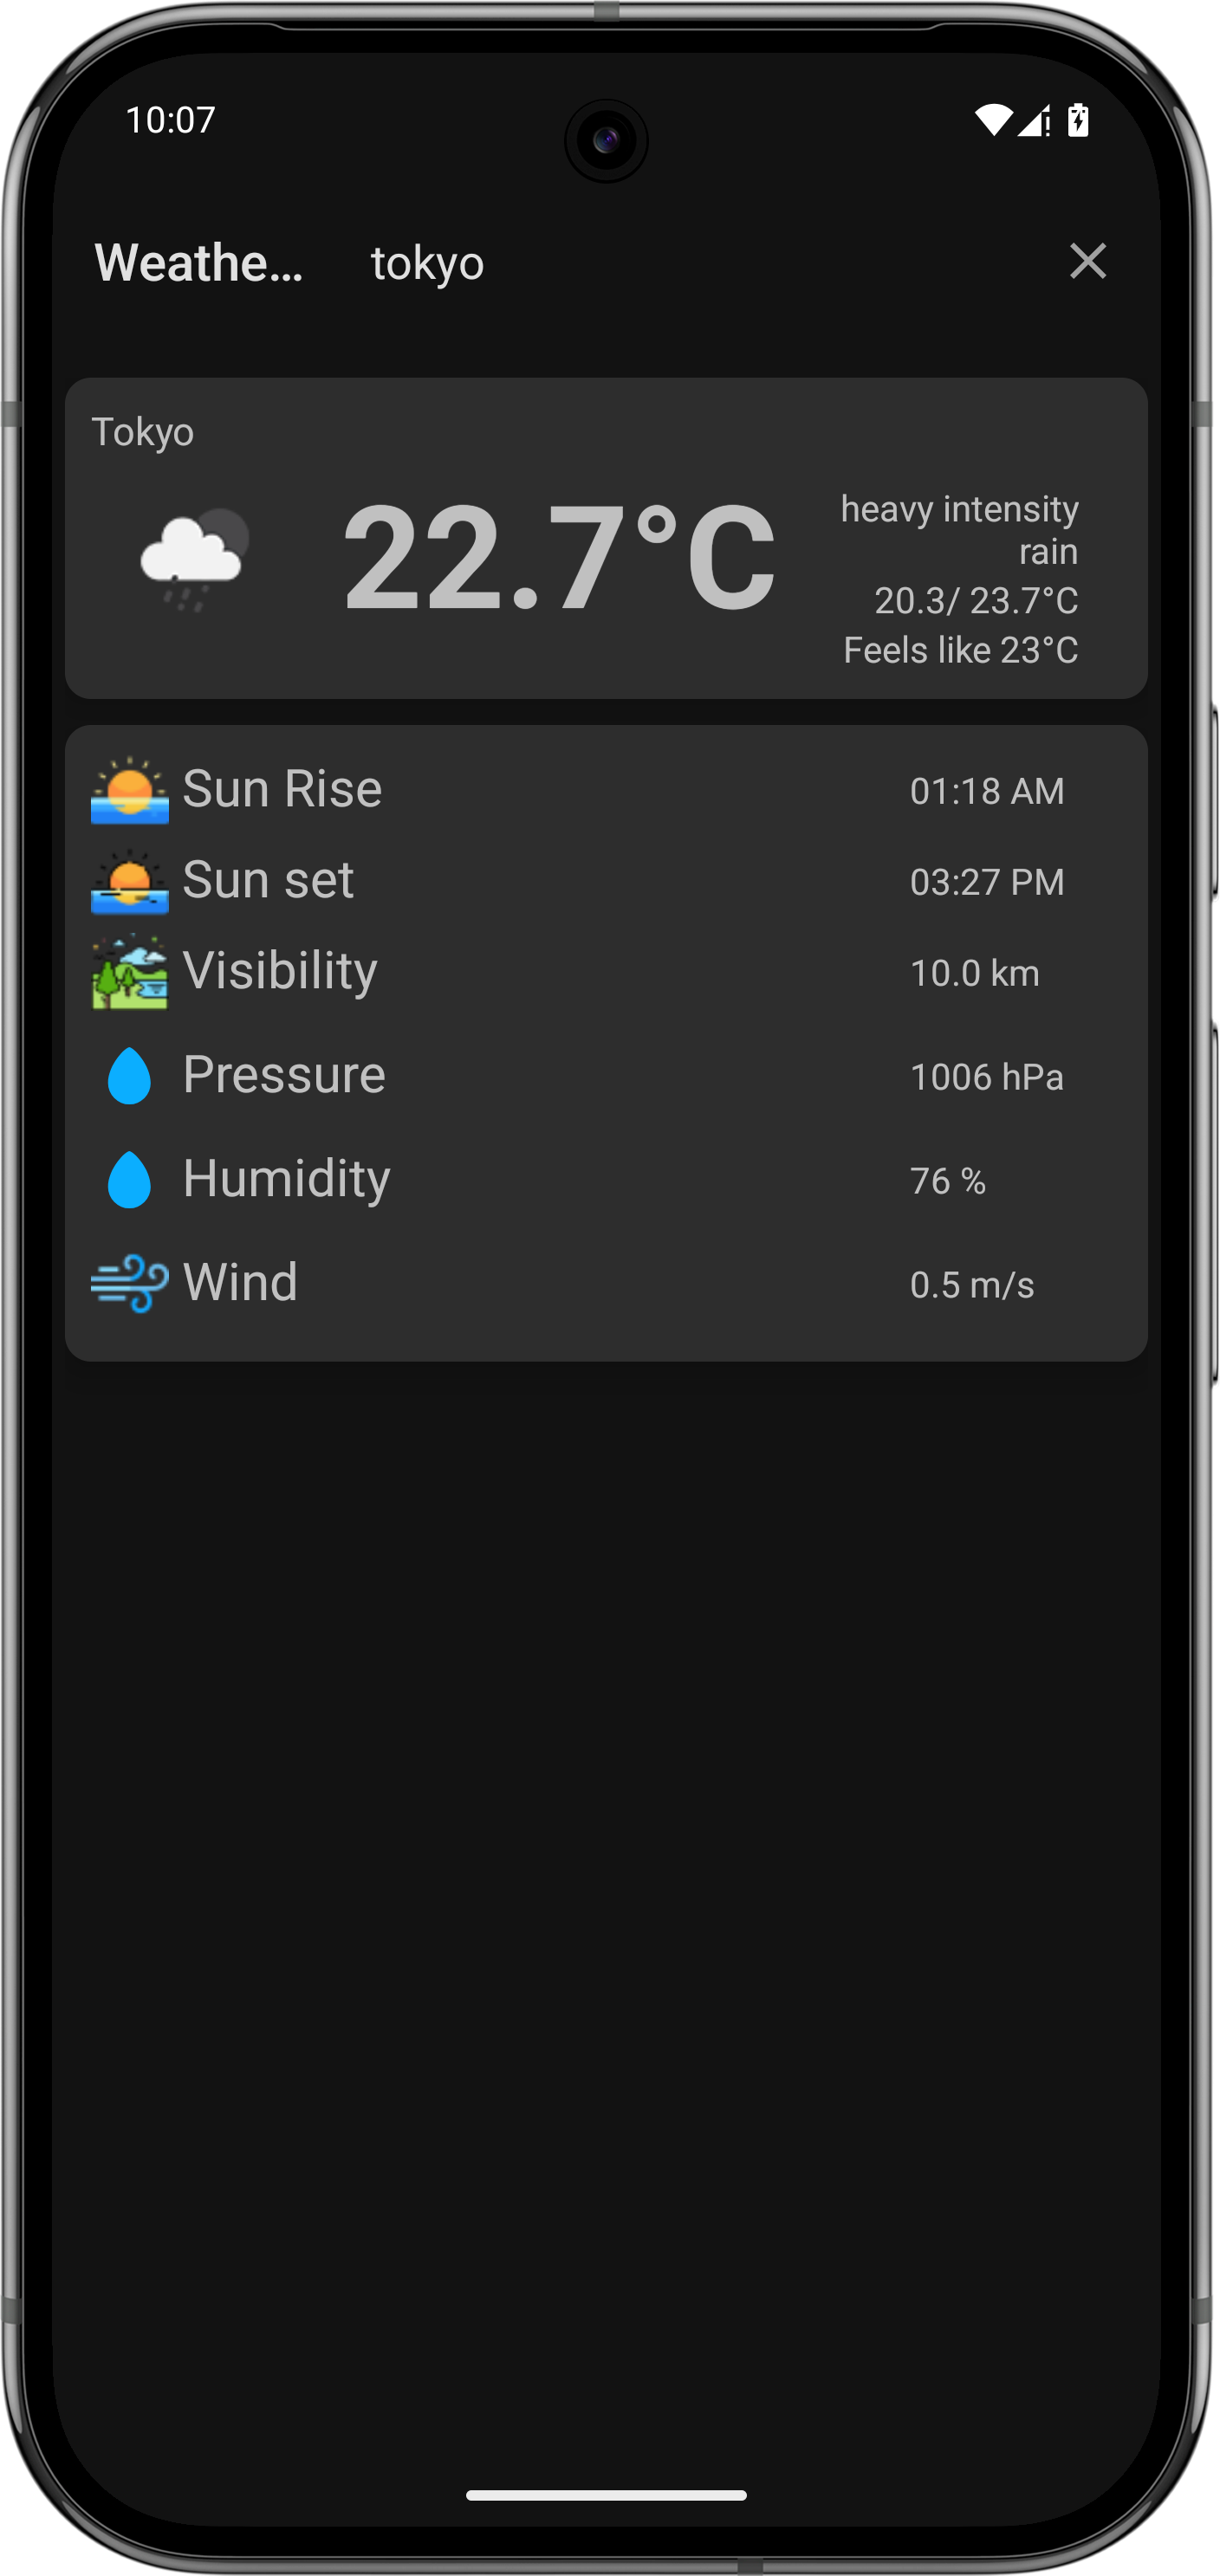 10:07
Weathe...
tokyo
Tokyo
22.7°C
heavy intensity
rain
20.3/ 23.7°C
Feels like 23°C
Sun Rise 01:18 AM
Sun set 03:27 PM
Visibility 10.0 km
Pressure 1006 hPa
Humidity 76 %
Wind 0.5 m/s